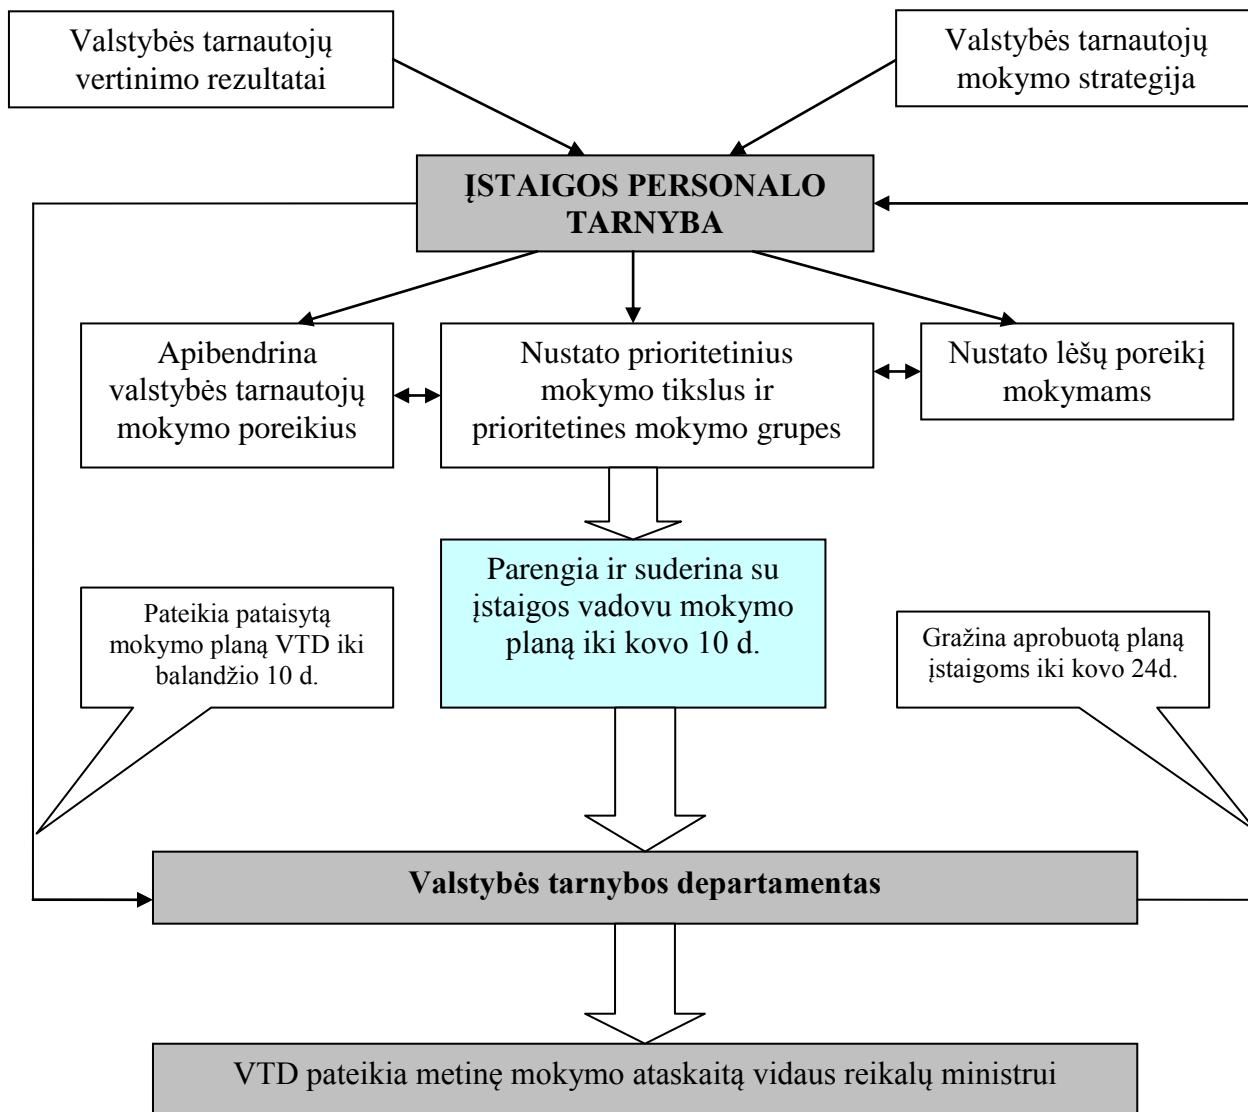 Valstybės tarnautojų
vertinimo rezultatai
Valstybės tarnautojų
mokymo strategija
ĮSTAIGOS PERSONALO
TARNYBA
Apibendrina
valstybės tarnautojų
mokymo poreikius
Nustato prioritetinius
mokymo tikslus ir
prioritetines mokymo grupes
Nustato lėšų poreikį
mokymams
Parengia ir suderina su
įstaigos vadovu mokymo
planą iki kovo 10 d.
Pateikia pataisytą
mokymo planą VTD iki
balandžio 10 d.
Gražina aprobuotą planą
įstaigoms iki kovo 24d.
Valstybės tarnybos departamentas
VTD pateikia metinę mokymo ataskaitą vidaus reikalų ministrui